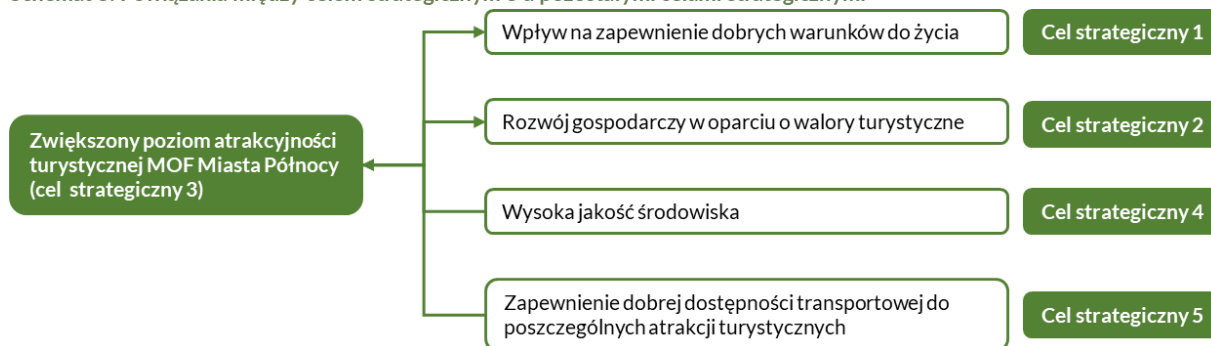 Wpływ na zapewnienie dobrych warunków do życia
Cel strategiczny 1
Zwiększony poziom atrakcyjności
turystycznej MOF Miasta Północy
(cel strategiczny 3)
Rozwój gospodarczy w oparciu o walory turystyczne
Cel strategiczny 2
Wysoka jakość środowiska
Cel strategiczny 4
Zapewnienie dobrej dostępności transportowej do
poszczególnych atrakcji turystycznych
Cel strategiczny 5